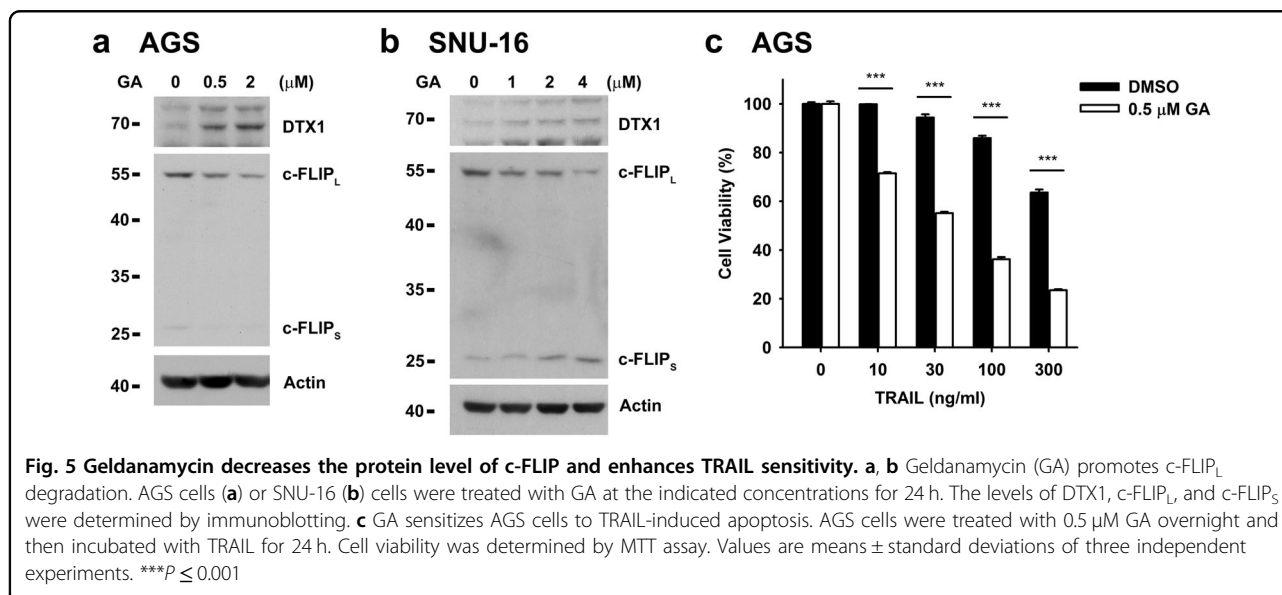 a AGS
GA 0 0.5 2 (μM)
70
DTX1
55
c-FLIP_L
40
35
25
c-FLIP_S
40
Actin
b SNU-16
GA 0 1 2 4 (μM)
70
DTX1
55
c-FLIP_L
40
35
25
c-FLIP_S
40
Actin
c AGS
*** *** *** ***
DMSO
0.5 μM GA
Cell Viability (%)
100
80
60
40
20
0
0 10 30 100 300
TRAIL (ng/ml)
Fig. 5 Geldanamycin decreases the protein level of c-FLIP and enhances TRAIL sensitivity. a, b Geldanamycin (GA) promotes c-FLIP_L
degradation. AGS cells (a) or SNU-16 (b) cells were treated with GA at the indicated concentrations for 24 h. The levels of DTX1, c-FLIP_L, and c-FLIP_S
were determined by immunoblotting. c GA sensitizes AGS cells to TRAIL-induced apoptosis. AGS cells were treated with 0.5 μM GA overnight and
then incubated with TRAIL for 24 h. Cell viability was determined by MTT assay. Values are means ± standard deviations of three independent
experiments. ***P ≤ 0.001